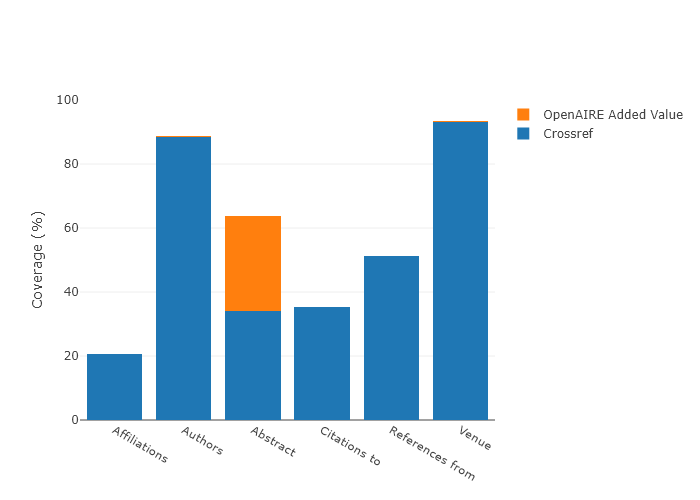 100
80
60
40
20
0
Coverage (%)
Affiliations
Authors
Abstract
Citations to
References from
Venue
OpenAIRE Added Value
Crossref